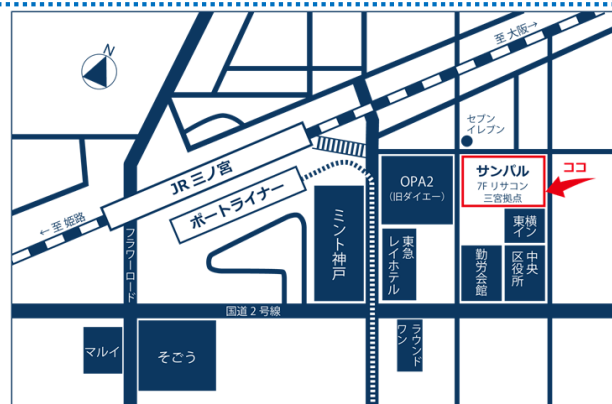 N
至 大阪→
セブン
イレブン
JR 三ノ宮
ポートライナー
←至 姫路
フラワーロード
ミント神戸
OPA2
（旧ダイエー）
サンパル
7F リサコン
三宮拠点
ココ
東横
イン
東急
レイホテル
勤労会館
中央
区役所
国道 2 号線
マルイ
そごう
ラウンド
ワン